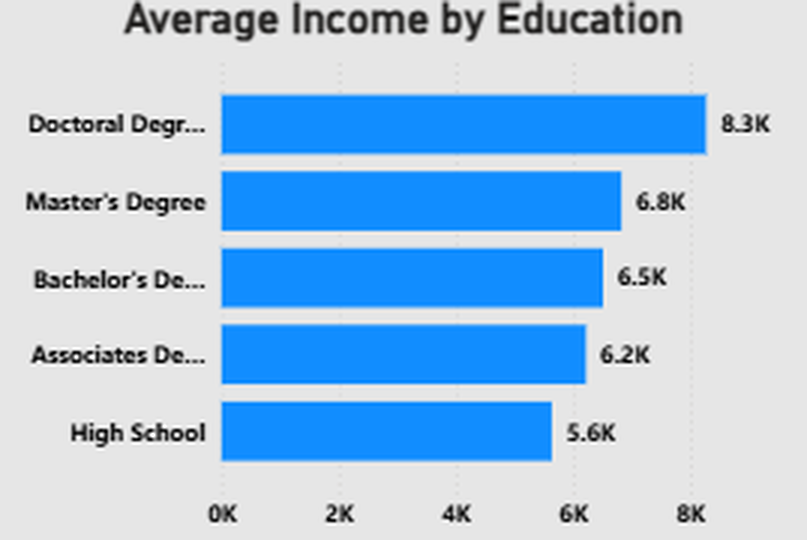 Average Income by Education
Doctoral Degr... 8.3K
Master's Degree 6.8K
Bachelor's De... 6.5K
Associates De... 6.2K
High School 5.6K
0K 2K 4K 6K 8K